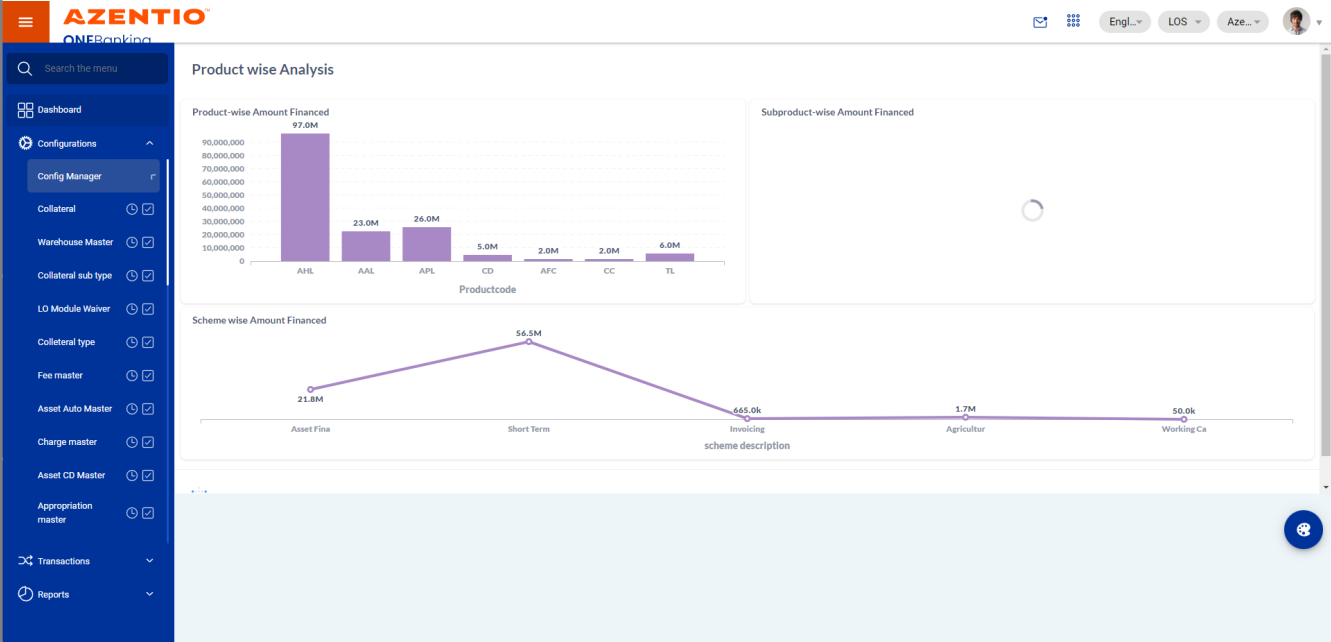 AZENTIO
ONEBanking
Engl...
LOS
Aze...
Search the menu
Dashboard
Configurations
Config Manager
Collateral
Warehouse Master
Collateral sub type
LO Module Waiver
Colleteral type
Fee master
Asset Auto Master
Charge master
Asset CD Master
Appropriation
master
Transactions
Reports
Product wise Analysis
Product-wise Amount Financed
97.0M
90,000,000
80,000,000
70,000,000
60,000,000
50,000,000
40,000,000
30,000,000
20,000,000
10,000,000
0
23.0M
26.0M
5.0M
2.0M
2.0M
6.0M
AHL
AAL
APL
CD
AFC
CC
TL
Productcode
Subproduct-wise Amount Financed
Scheme wise Amount Financed
21.8M
56.5M
665.0k
1.7M
50.0k
Asset Fina
Short Term
Invoicing
Agricultur
Working Ca
scheme description